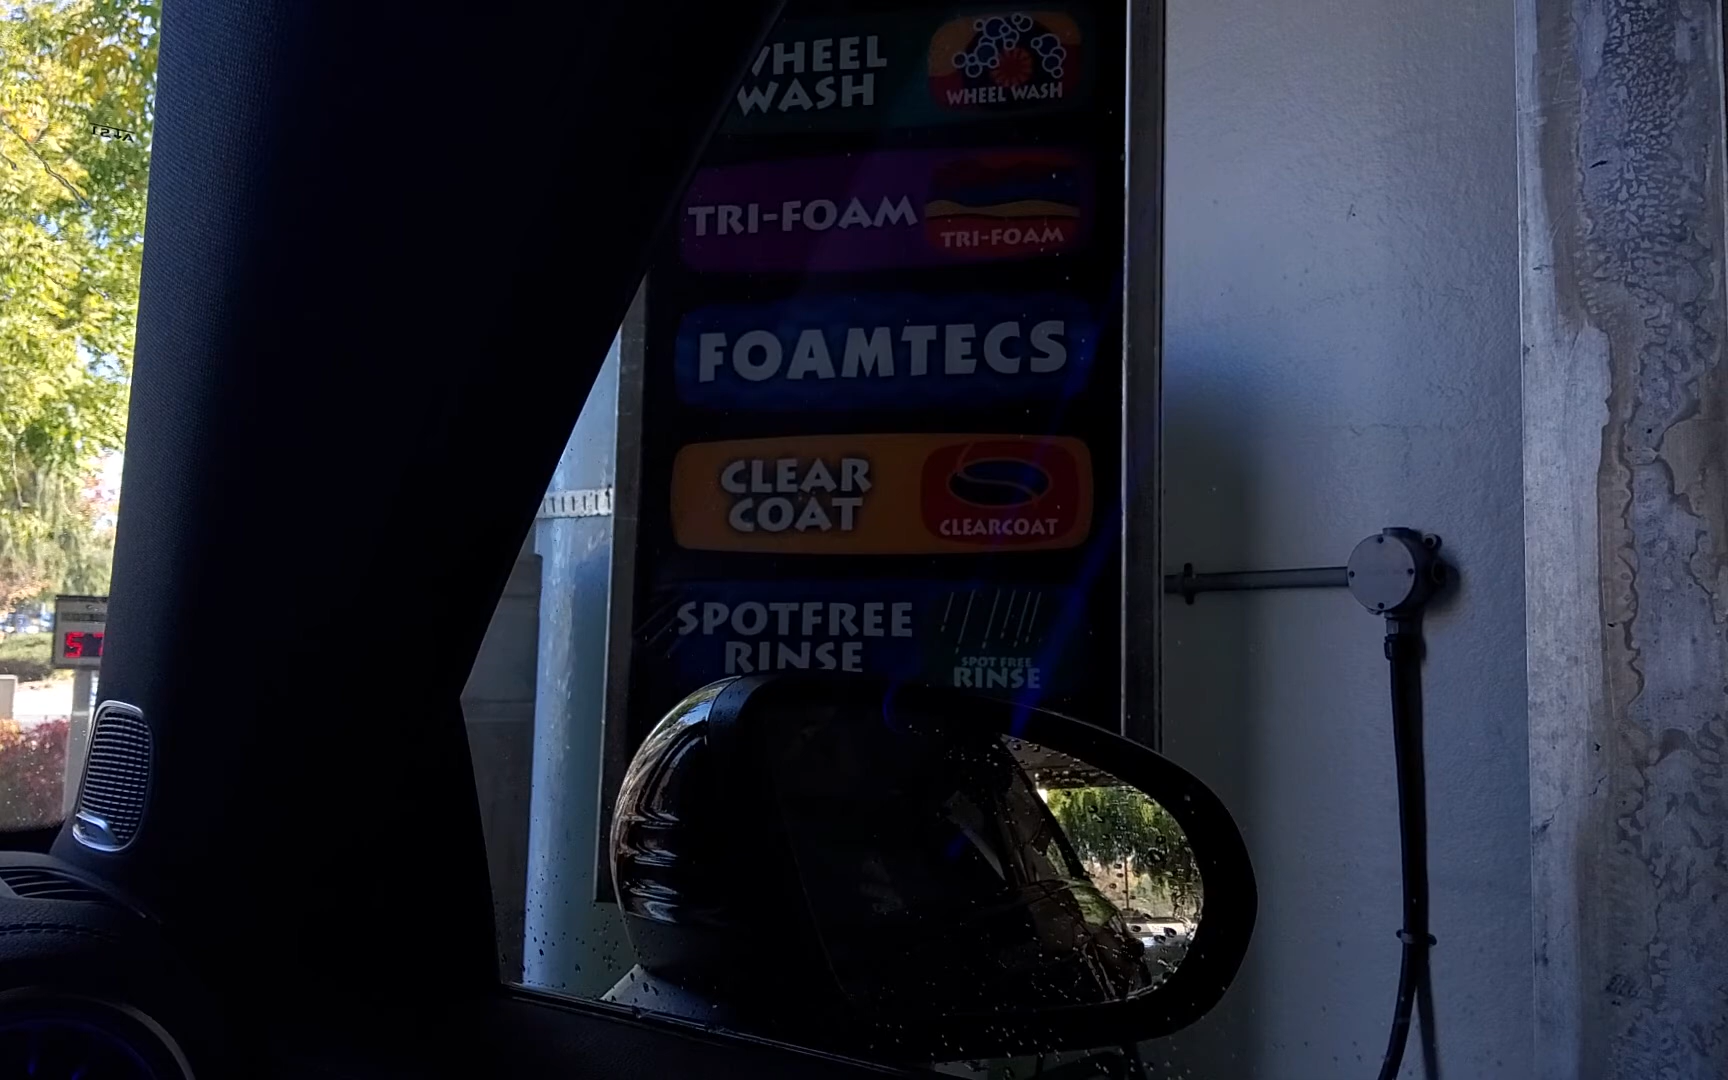 WHEEL
WASH
WHEEL WASH
TRI-FOAM
TRI-FOAM
FOAMTECS
CLEAR
COAT
CLEARCOAT
SPOTFREE
RINSE
SPOT FREE
RINSE